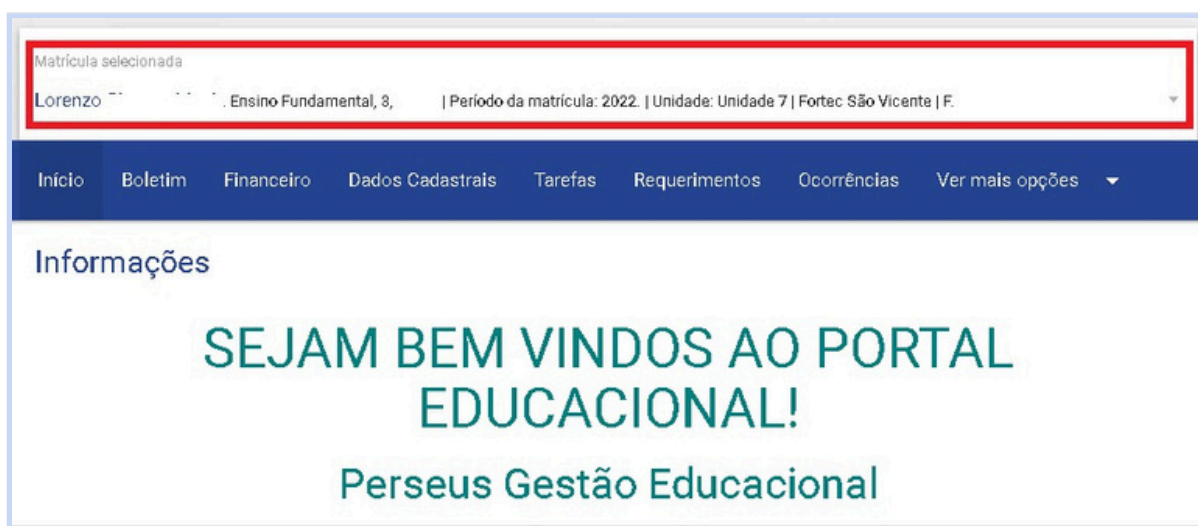 Matrícula selecionada
Lorenzo . Ensino Fundamental, 3, | Período da matrícula: 2022. | Unidade: Unidade 7 | Fortec São Vicente | F.
Início Boletim Financeiro Dados Cadastrais Tarefas Requerimentos Ocorrências Ver mais opções
Informações
SEJAM BEM VINDOS AO PORTAL
EDUCACIONAL!
Perseus Gestão Educacional